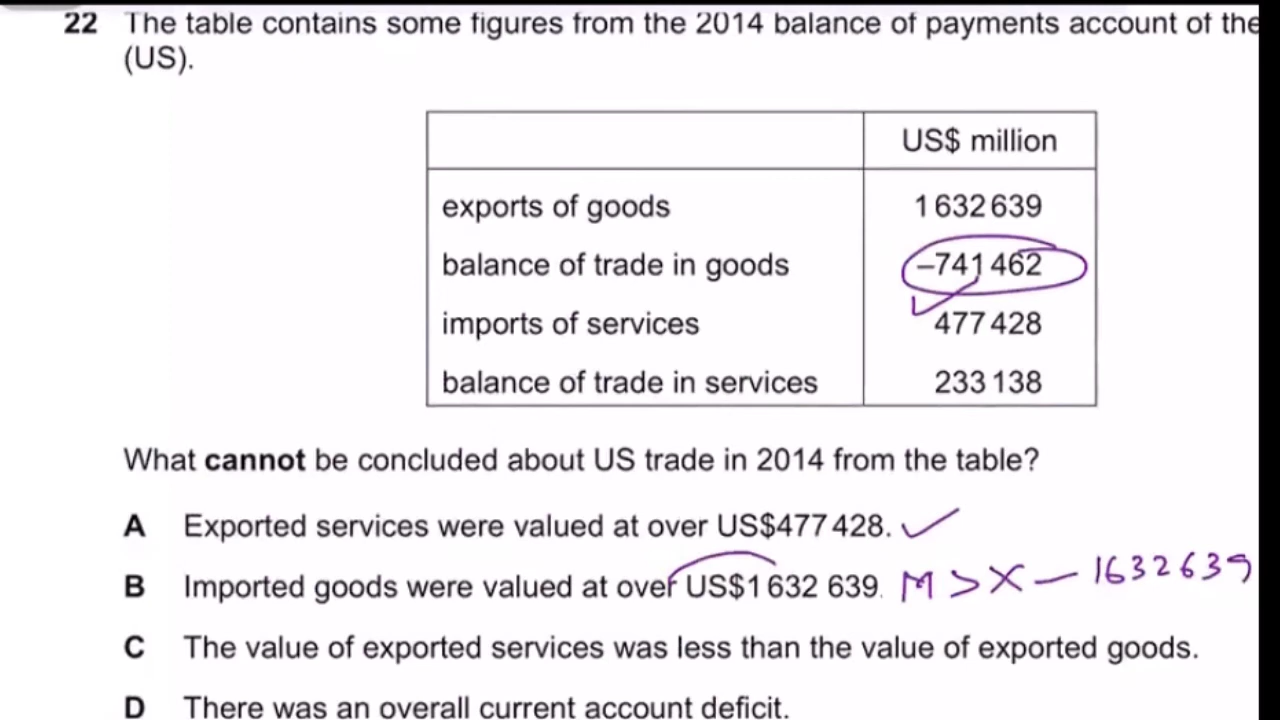 22 The table contains some figures from the 2014 balance of payments account of the
(US).
US$ million
exports of goods 1 632 639
balance of trade in goods –741 462
imports of services 477 428
balance of trade in services 233 138
What cannot be concluded about US trade in 2014 from the table?
A Exported services were valued at over US$477 428.
B Imported goods were valued at over US$1 632 639. M > X — 1632639
C The value of exported services was less than the value of exported goods.
D There was an overall current account deficit.